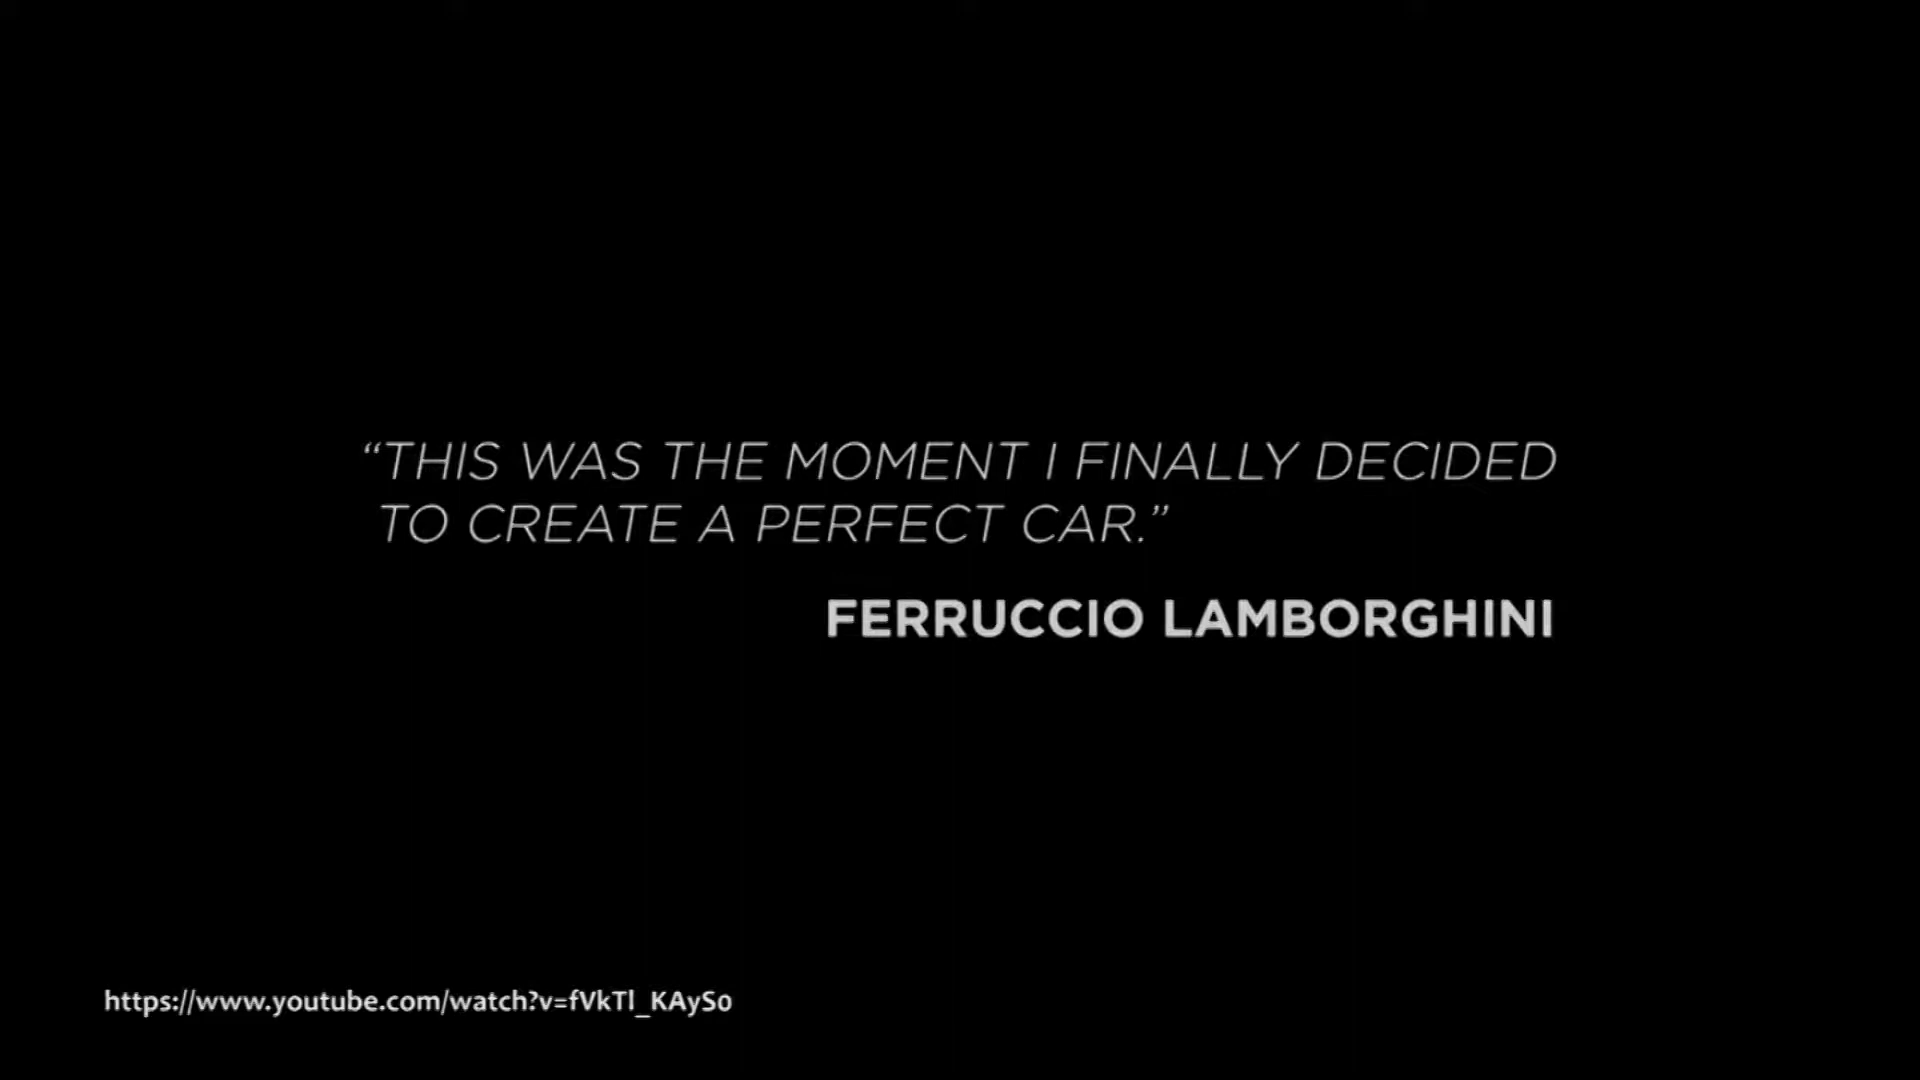 “THIS WAS THE MOMENT I FINALLY DECIDED
TO CREATE A PERFECT CAR.”
FERRUCCIO LAMBORGHINI
https://www.youtube.com/watch?v=fVkTl_KAySo